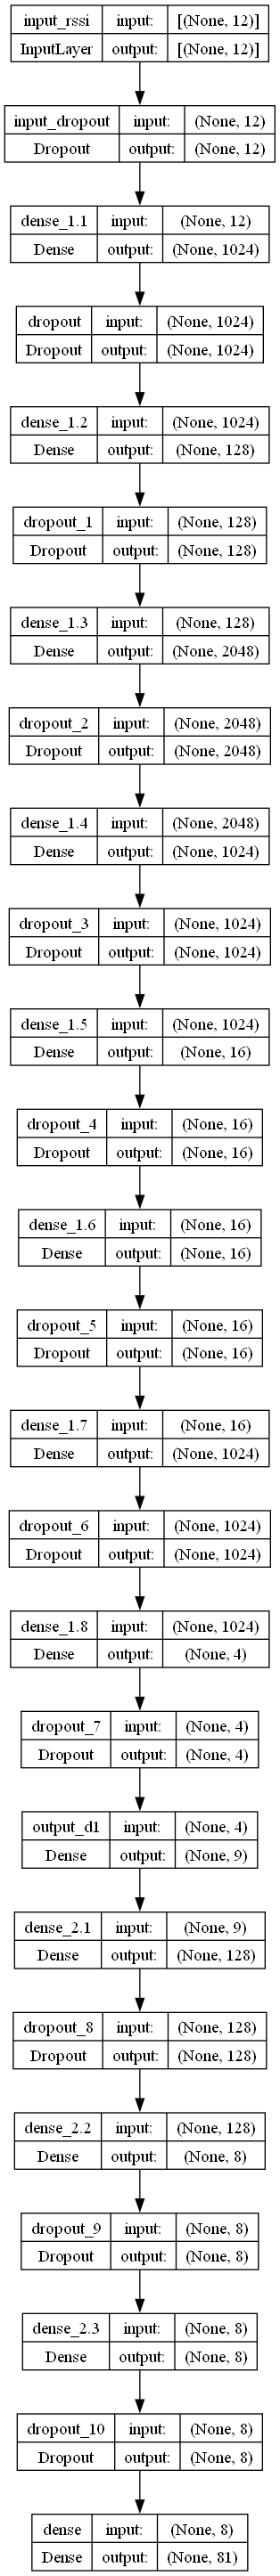 input_rssi input: [(None, 12)]
InputLayer output: [(None, 12)]
input_dropout input: (None, 12)
Dropout output: (None, 12)
dense_1.1 input: (None, 12)
Dense output: (None, 1024)
dropout input: (None, 1024)
Dropout output: (None, 1024)
dense_1.2 input: (None, 1024)
Dense output: (None, 128)
dropout_1 input: (None, 128)
Dropout output: (None, 128)
dense_1.3 input: (None, 128)
Dense output: (None, 2048)
dropout_2 input: (None, 2048)
Dropout output: (None, 2048)
dense_1.4 input: (None, 2048)
Dense output: (None, 1024)
dropout_3 input: (None, 1024)
Dropout output: (None, 1024)
dense_1.5 input: (None, 1024)
Dense output: (None, 16)
dropout_4 input: (None, 16)
Dropout output: (None, 16)
dense_1.6 input: (None, 16)
Dense output: (None, 16)
dropout_5 input: (None, 16)
Dropout output: (None, 16)
dense_1.7 input: (None, 16)
Dense output: (None, 1024)
dropout_6 input: (None, 1024)
Dropout output: (None, 1024)
dense_1.8 input: (None, 1024)
Dense output: (None, 4)
dropout_7 input: (None, 4)
Dropout output: (None, 4)
output_d1 input: (None, 4)
Dense output: (None, 9)
dense_2.1 input: (None, 9)
Dense output: (None, 128)
dropout_8 input: (None, 128)
Dropout output: (None, 128)
dense_2.2 input: (None, 128)
Dense output: (None, 8)
dropout_9 input: (None, 8)
Dropout output: (None, 8)
dense_2.3 input: (None, 8)
Dense output: (None, 8)
dropout_10 input: (None, 8)
Dropout output: (None, 8)
dense input: (None, 8)
Dense output: (None, 81)